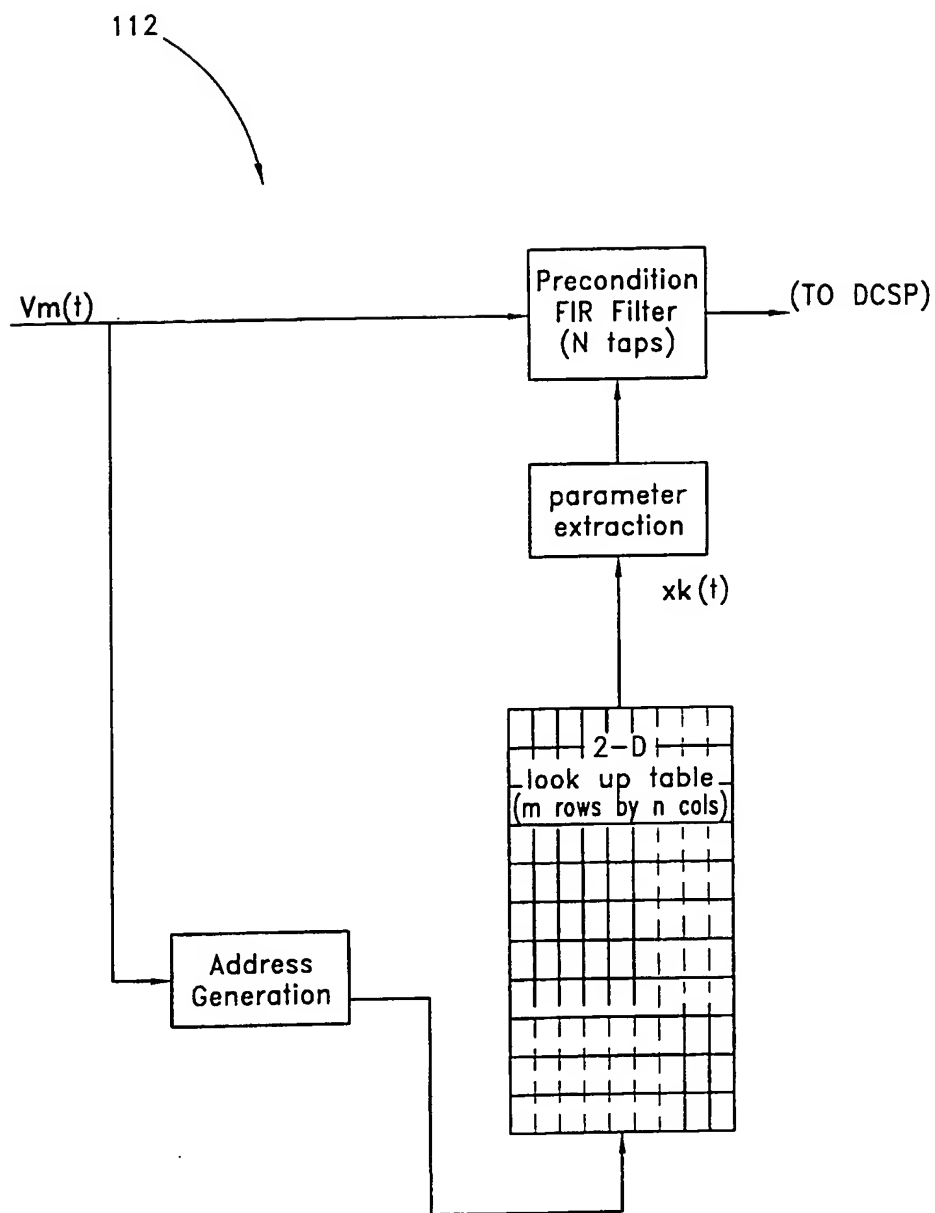 112
Vm(t)
Precondition
FIR Filter
(N taps)
(TO DCSP)
parameter
extraction
xk(t)
2-D
look up table
(m rows by n cols)
Address
Generation